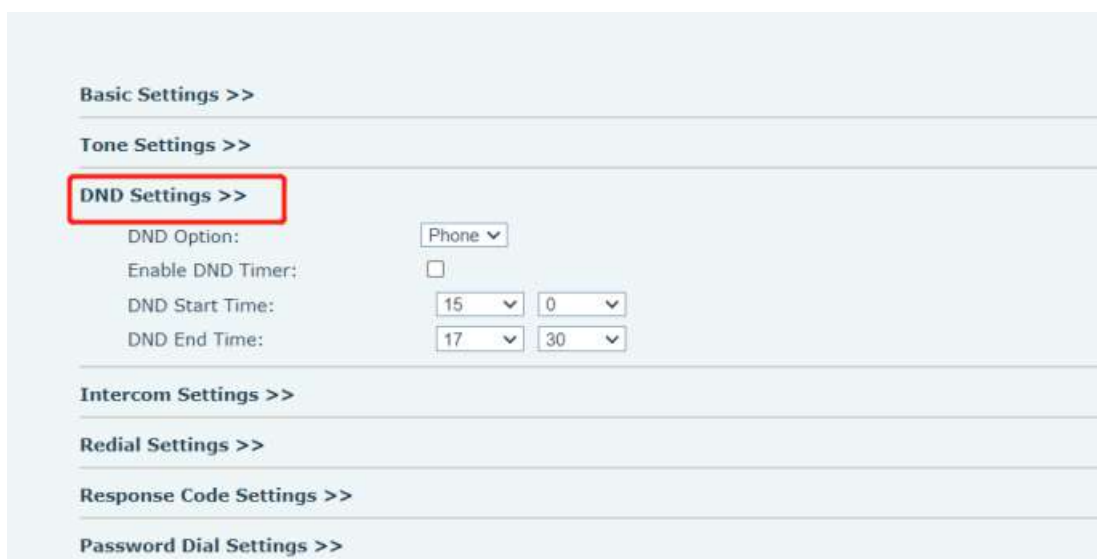 Basic Settings >>
Tone Settings >>
DND Settings >>
DND Option: Phone
Enable DND Timer:
DND Start Time: 15 0
DND End Time: 17 30
Intercom Settings >>
Redial Settings >>
Response Code Settings >>
Password Dial Settings >>